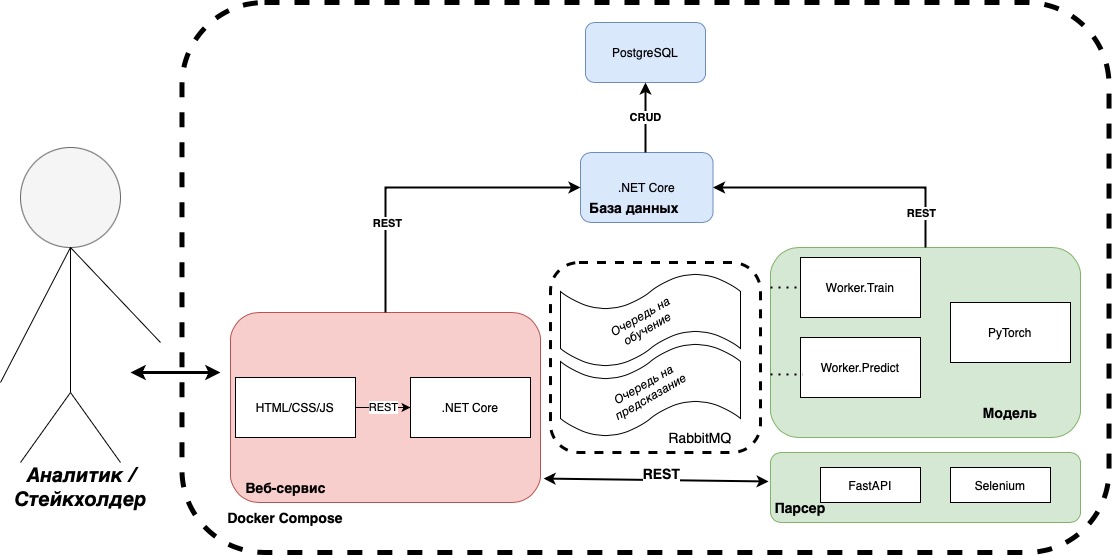 PostgreSQL
CRUD
.NET Core
База данных
REST
REST
Очередь на
обучение
Очередь на
предсказание
RabbitMQ
Worker.Train
Worker.Predict
PyTorch
Модель
HTML/CSS/JS
REST
.NET Core
Веб-сервис
Docker Compose
REST
FastAPI
Selenium
Парсер
Аналитик /
Стейкхолдер